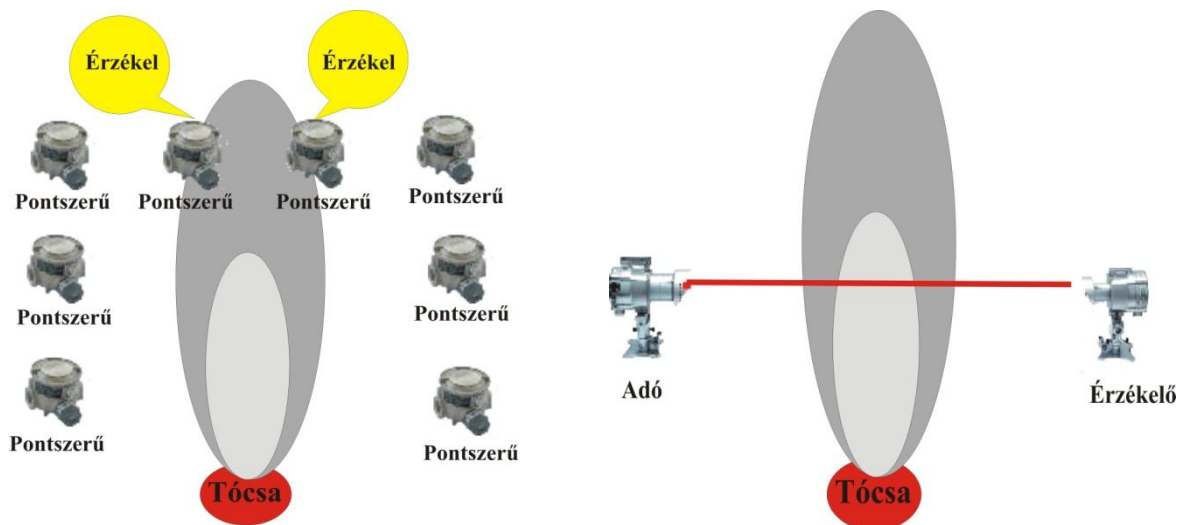 Érzékel
Érzékel
Pontszerű
Pontszerű
Pontszerű
Pontszerű
Pontszerű
Pontszerű
Pontszerű
Pontszerű
Tócsa
Adó
Érzékelő
Tócsa